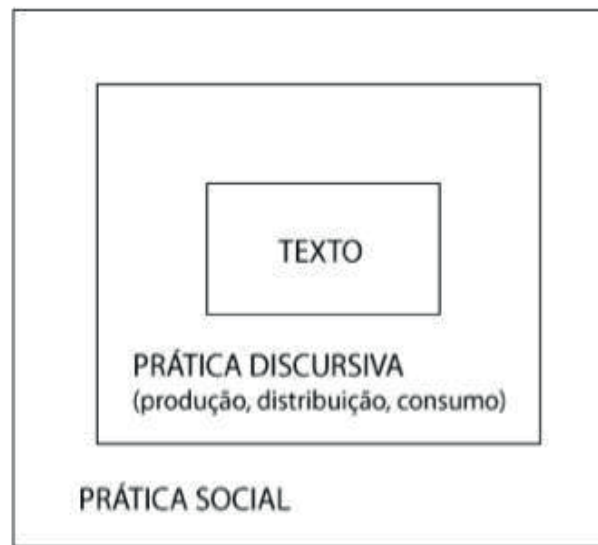 TEXTO
PRÁTICA DISCURSIVA
(produção, distribuição, consumo)
PRÁTICA SOCIAL